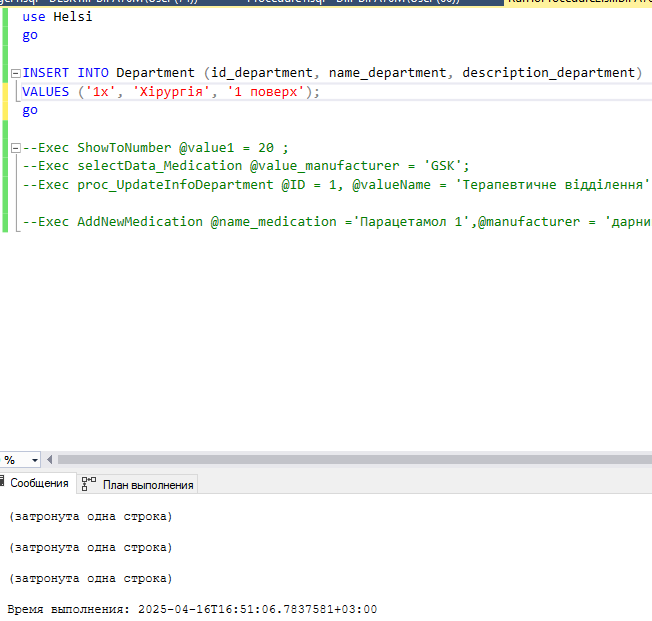 use Helsi
go
INSERT INTO Department (id_department, name_department, description_department)
VALUES ('1х', 'Хірургія', '1 поверх');
go
--Exec ShowToNumber @value1 = 20 ;
--Exec selectData_Medication @value_manufacturer = 'GSK';
--Exec proc_UpdateInfoDepartment @ID = 1, @valueName = 'Терапевтичне відділення'
--Exec AddNewMedication @name_medication ='Парацетамол 1',@manufacturer = 'дарни
%
Сообщения План выполнения
(затронута одна строка)
(затронута одна строка)
(затронута одна строка)
Время выполнения: 2025-04-16T16:51:06.7837581+03:00